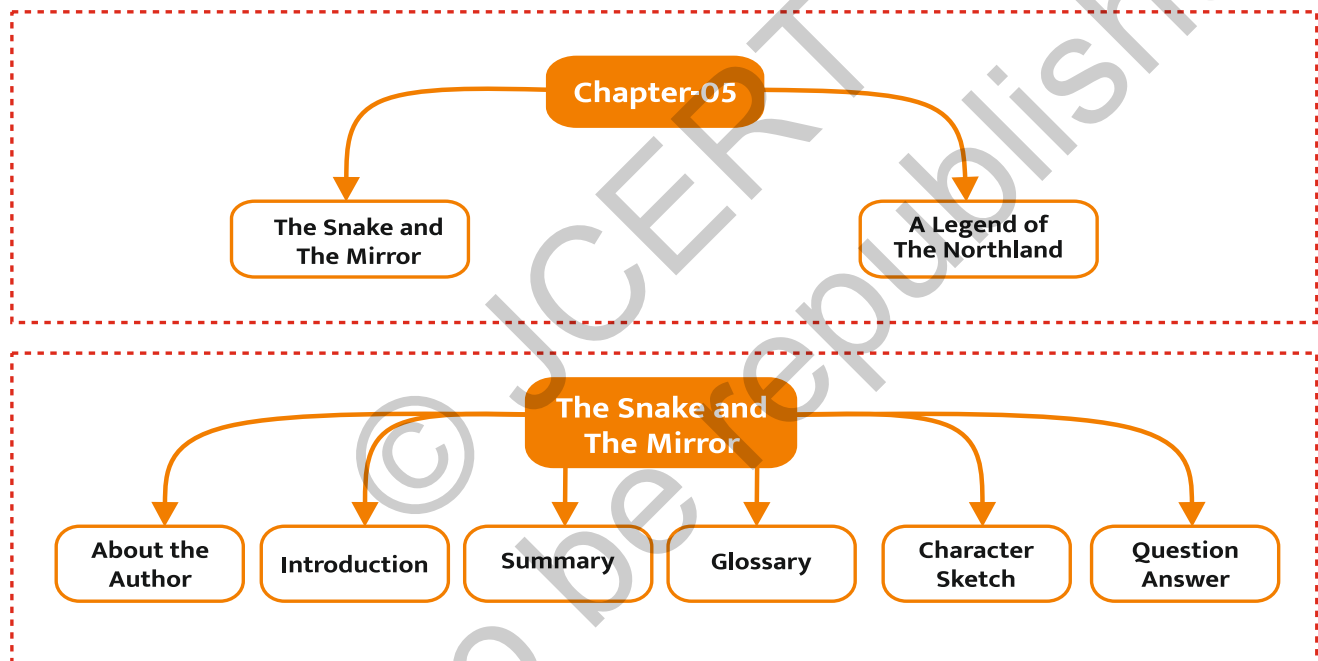 Chapter-05
The Snake and
The Mirror
A Legend of
The Northland
The Snake and
The Mirror
About the
Author
Introduction
Summary
Glossary
Character
Sketch
Question
Answer
© JCERT
to be republish